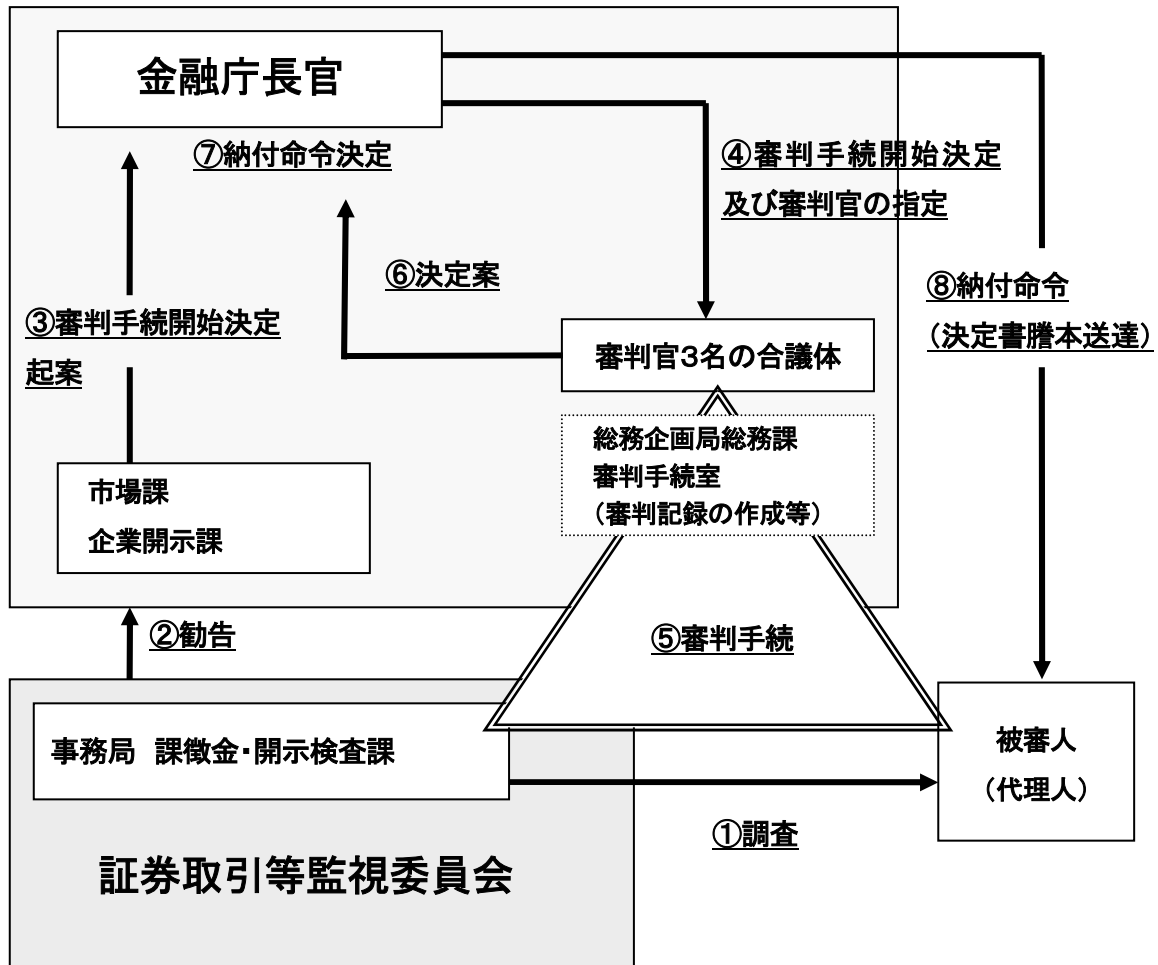 金融庁長官
⑦納付命令決定
④審判手続開始決定
及び審判官の指定
⑥決定案
⑧納付命令
（決定書謄本送達）
③審判手続開始決定
起案
審判官3名の合議体
総務企画局総務課
審判手続室
（審判記録の作成等）
市場課
企業開示課
②勧告
⑤審判手続
事務局　課徴金・開示検査課
被審人
（代理人）
①調査
証券取引等監視委員会